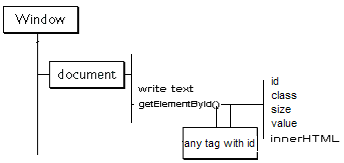 Window
document
write text
getElementById()
id
class
size
value
innerHTML
any tag with id